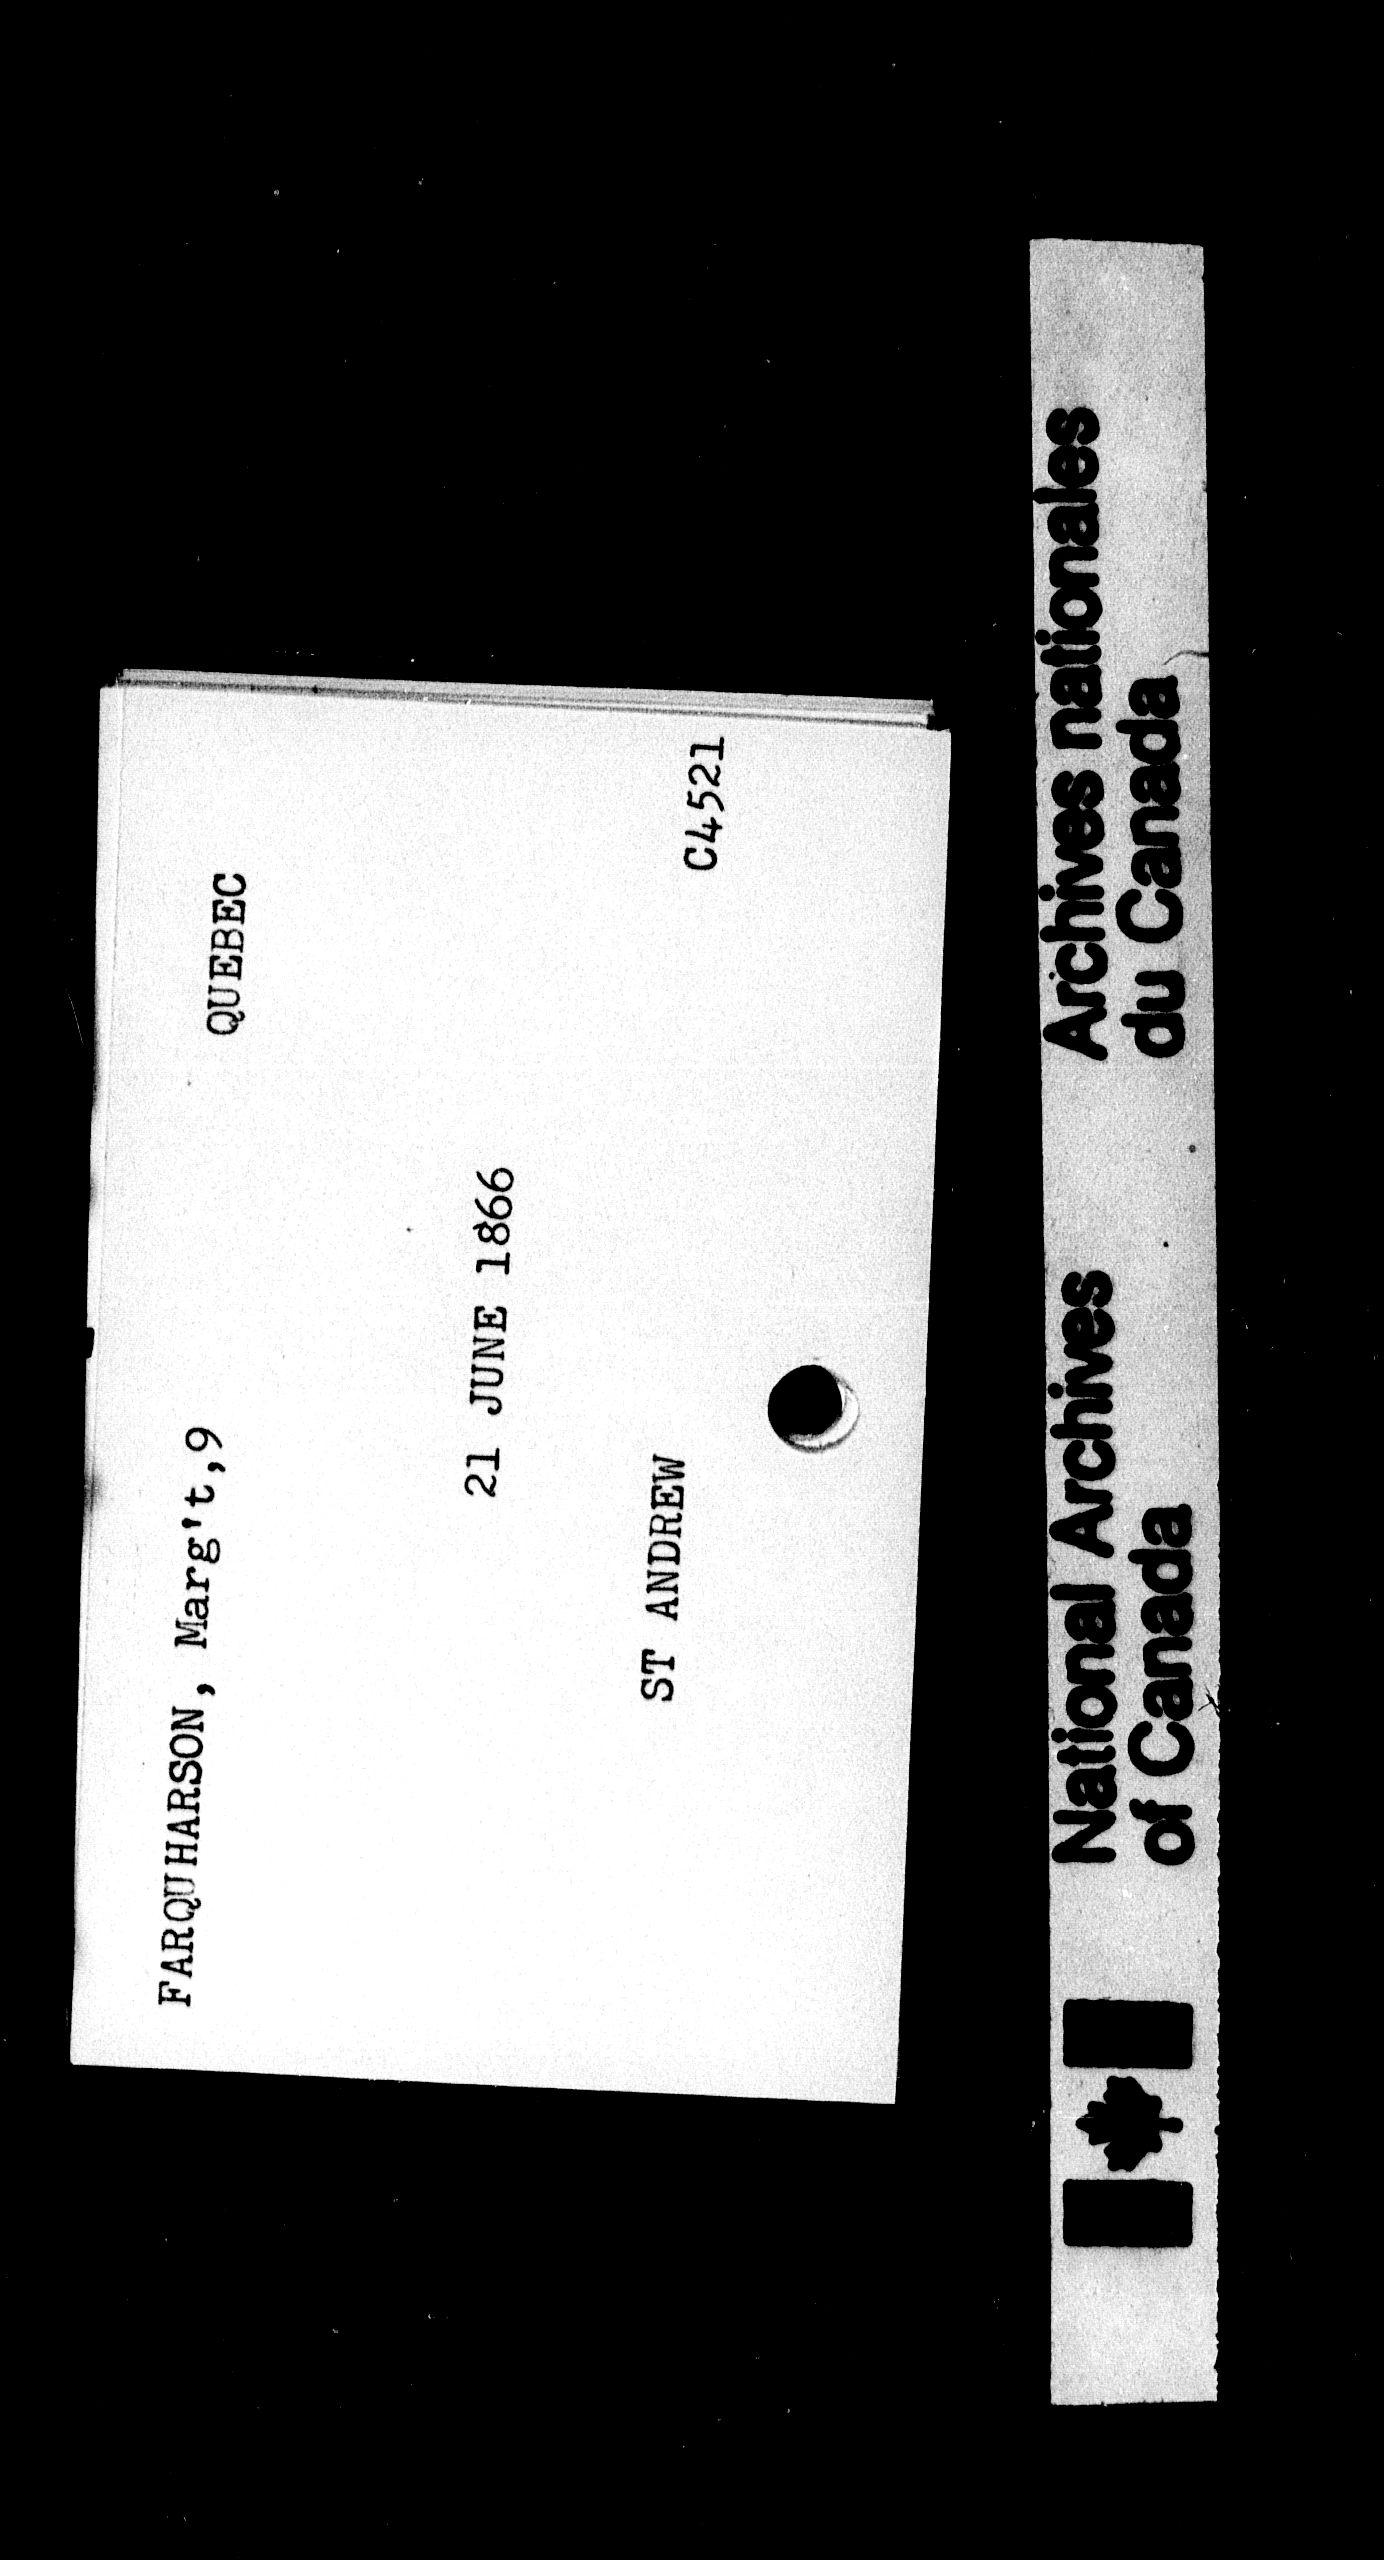 FARQUHARSON, Marg't,9
QUEBEC
21 JUNE 1866
ST ANDREW
C4521
National Archives
of Canada
Archives nationales
du Canada